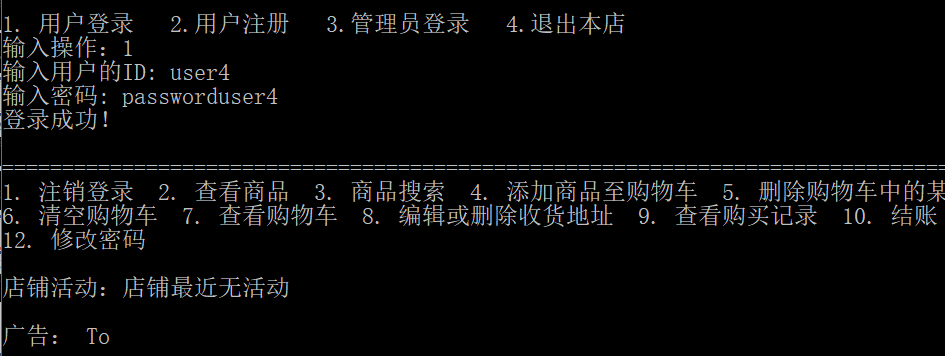 1. 用户登录 2.用户注册 3.管理员登录 4.退出本店
输入操作：1
输入用户的ID: user4
输入密码: passworduser4
登录成功!
================================================================================
1. 注销登录 2. 查看商品 3. 商品搜索 4. 添加商品至购物车 5. 删除购物车中的某
6. 清空购物车 7. 查看购物车 8. 编辑或删除收货地址 9. 查看购买记录 10. 结账
12. 修改密码
店铺活动：店铺最近无活动
广告： To